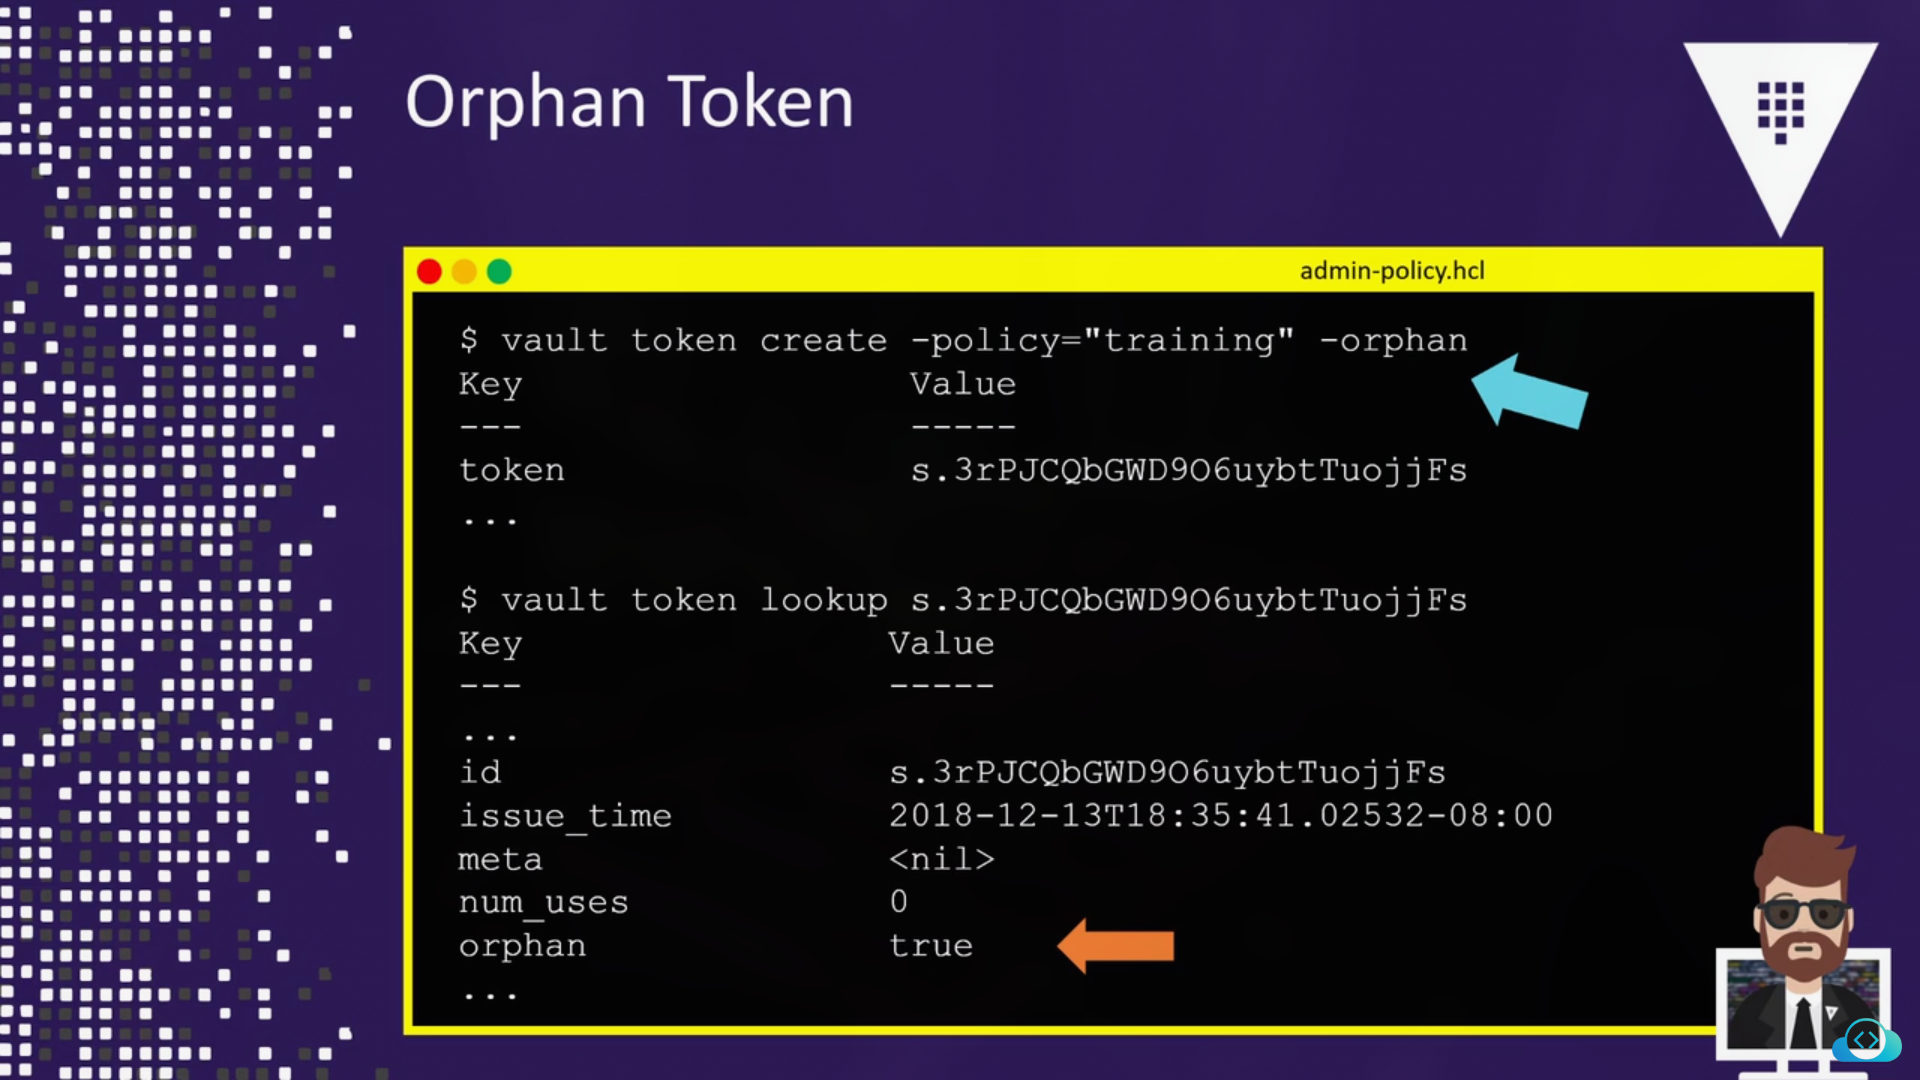 Orphan Token
admin-policy.hcl
$ vault token create -policy="training" -orphan
Key Value
--- -----
token s.3rPJCQbGWD9O6uybtTuojjFs
...
$ vault token lookup s.3rPJCQbGWD9O6uybtTuojjFs
Key Value
--- -----
...
id s.3rPJCQbGWD9O6uybtTuojjFs
issue_time 2018-12-13T18:35:41.02532-08:00
meta <nil>
num_uses 0
orphan true
...